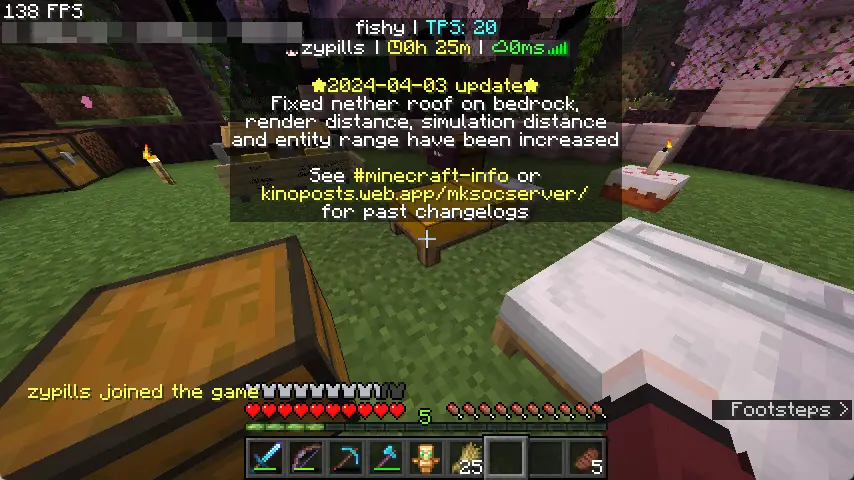 138 FPS
fishy | TPS: 20
zypills | 0h 25m | 0ms
★2024-04-03 update★
Fixed nether roof on bedrock,
render distance, simulation distance
and entity range have been increased
See #minecraft-info or
kinoposts.web.app/mksocserver/
for past changelogs
zypills joined the game
5
Footsteps >
25
5